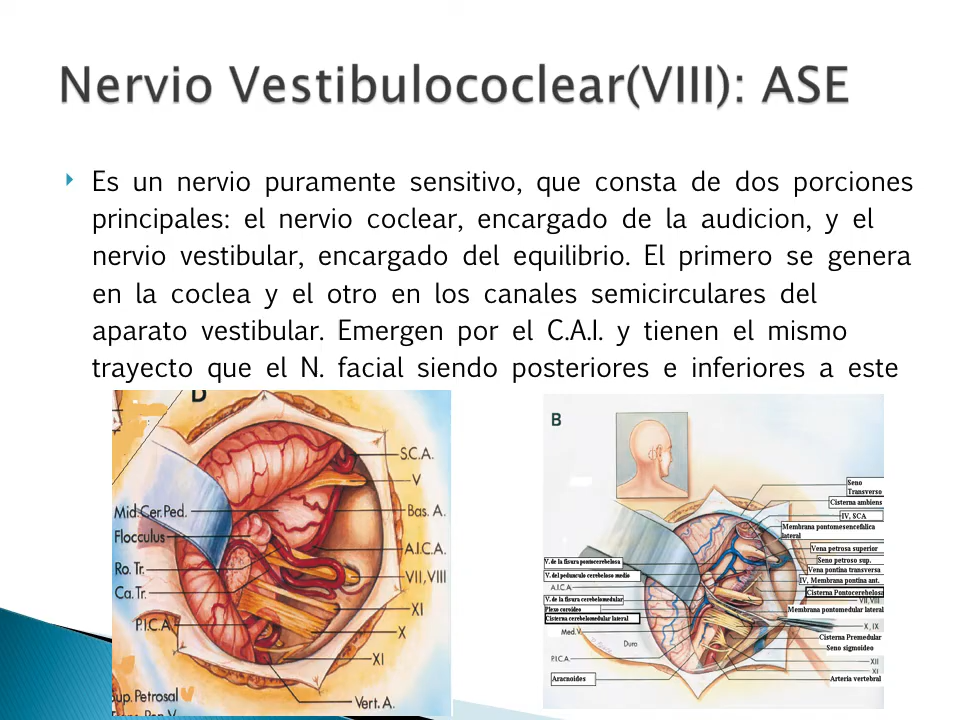 Nervio Vestibulococlear(VIII): ASE
Es un nervio puramente sensitivo, que consta de dos porciones
principales: el nervio coclear, encargado de la audicion, y el
nervio vestibular, encargado del equilibrio. El primero se genera
en la coclea y el otro en los canales semicirculares del
aparato vestibular. Emergen por el C.A.I. y tienen el mismo
trayecto que el N. facial siendo posteriores e inferiores a este
D
S.C.A.
V
Mid.Cer.Ped.
Bas. A.
Flocculus
A.I.C.A.
Ro. Tr.
VII,VIII
Ca. Tr.
XI
P.I.C.A.
X
XI
Sup. Petrosal
Vert. A.
B
Seno
Transverso
Cisterna ambiens
IV, SCA
Membrana pontomesencefálica
lateral
Vena petrosa superior
V. de la fisura pontocerebelosa
Seno petroso sup.
Vena pontina transversa
V. del pedunculo cerebeloso medio
IV, Membrana pontina ant.
A.I.C.A.
Cisterna Pontocerebelosa
V. de la fisura cerebelomedular
VII,VIII
Plexo coroideo
Membrana pontomedular lateral
Cisterna cerebelomedular lateral
X, IX
Med.V.
Cisterna Premedular
Duro
Seno sigmoideo
P.I.C.A.
XII
XI
Aracnoides
Arteria vertebral